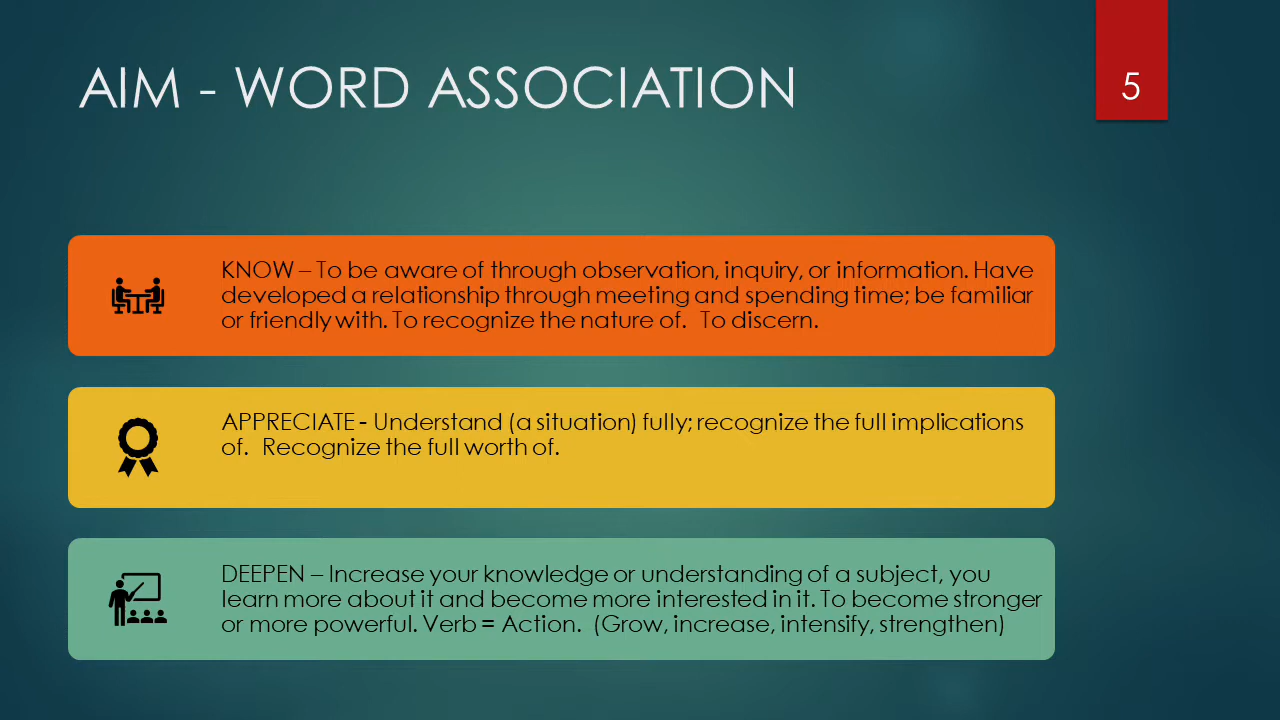 AIM - WORD ASSOCIATION
5
KNOW – To be aware of through observation, inquiry, or information. Have
developed a relationship through meeting and spending time; be familiar
or friendly with. To recognize the nature of.  To discern.
APPRECIATE - Understand (a situation) fully; recognize the full implications
of.  Recognize the full worth of.
DEEPEN – Increase your knowledge or understanding of a subject, you
learn more about it and become more interested in it. To become stronger
or more powerful. Verb = Action.  (Grow, increase, intensify, strengthen)